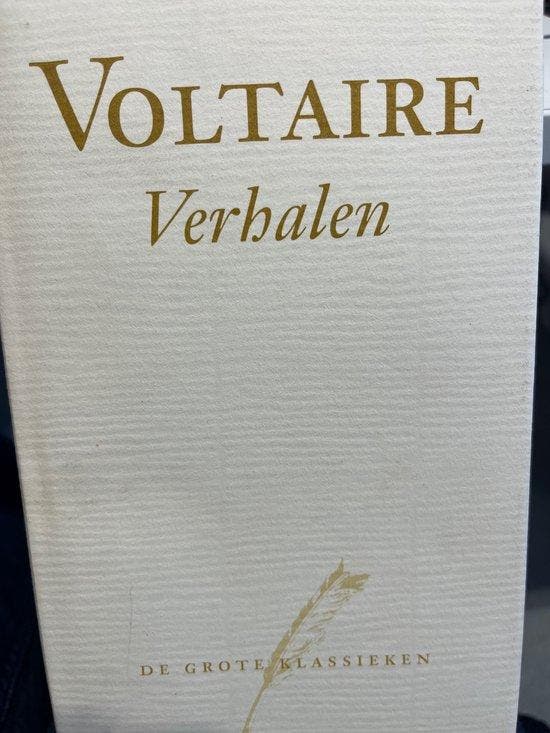 VOLTAIRE
Verhalen
DE GROTE KLASSIEKEN